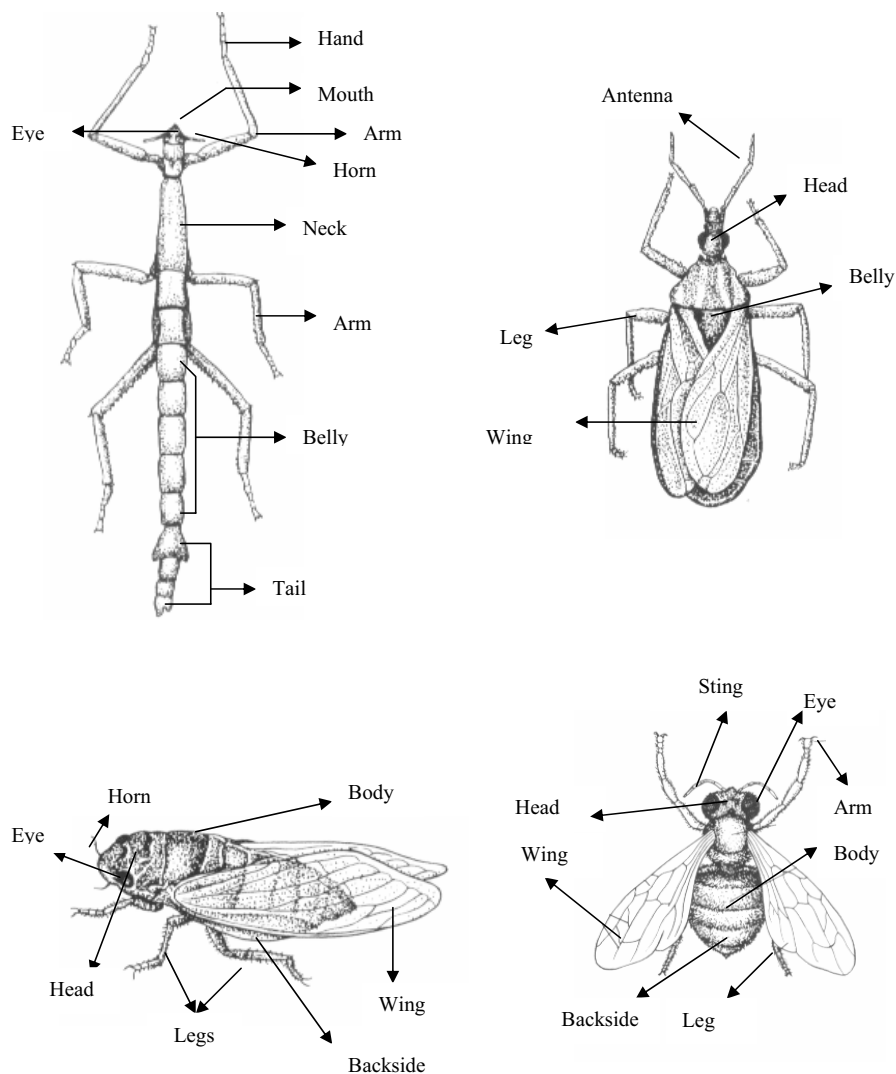 Hand
Mouth
Eye
Arm
Horn
Neck
Arm
Belly
Tail
Antenna
Head
Belly
Leg
Wing
Horn
Body
Eye
Head
Legs
Wing
Backside
Sting
Eye
Head
Arm
Wing
Body
Backside
Leg